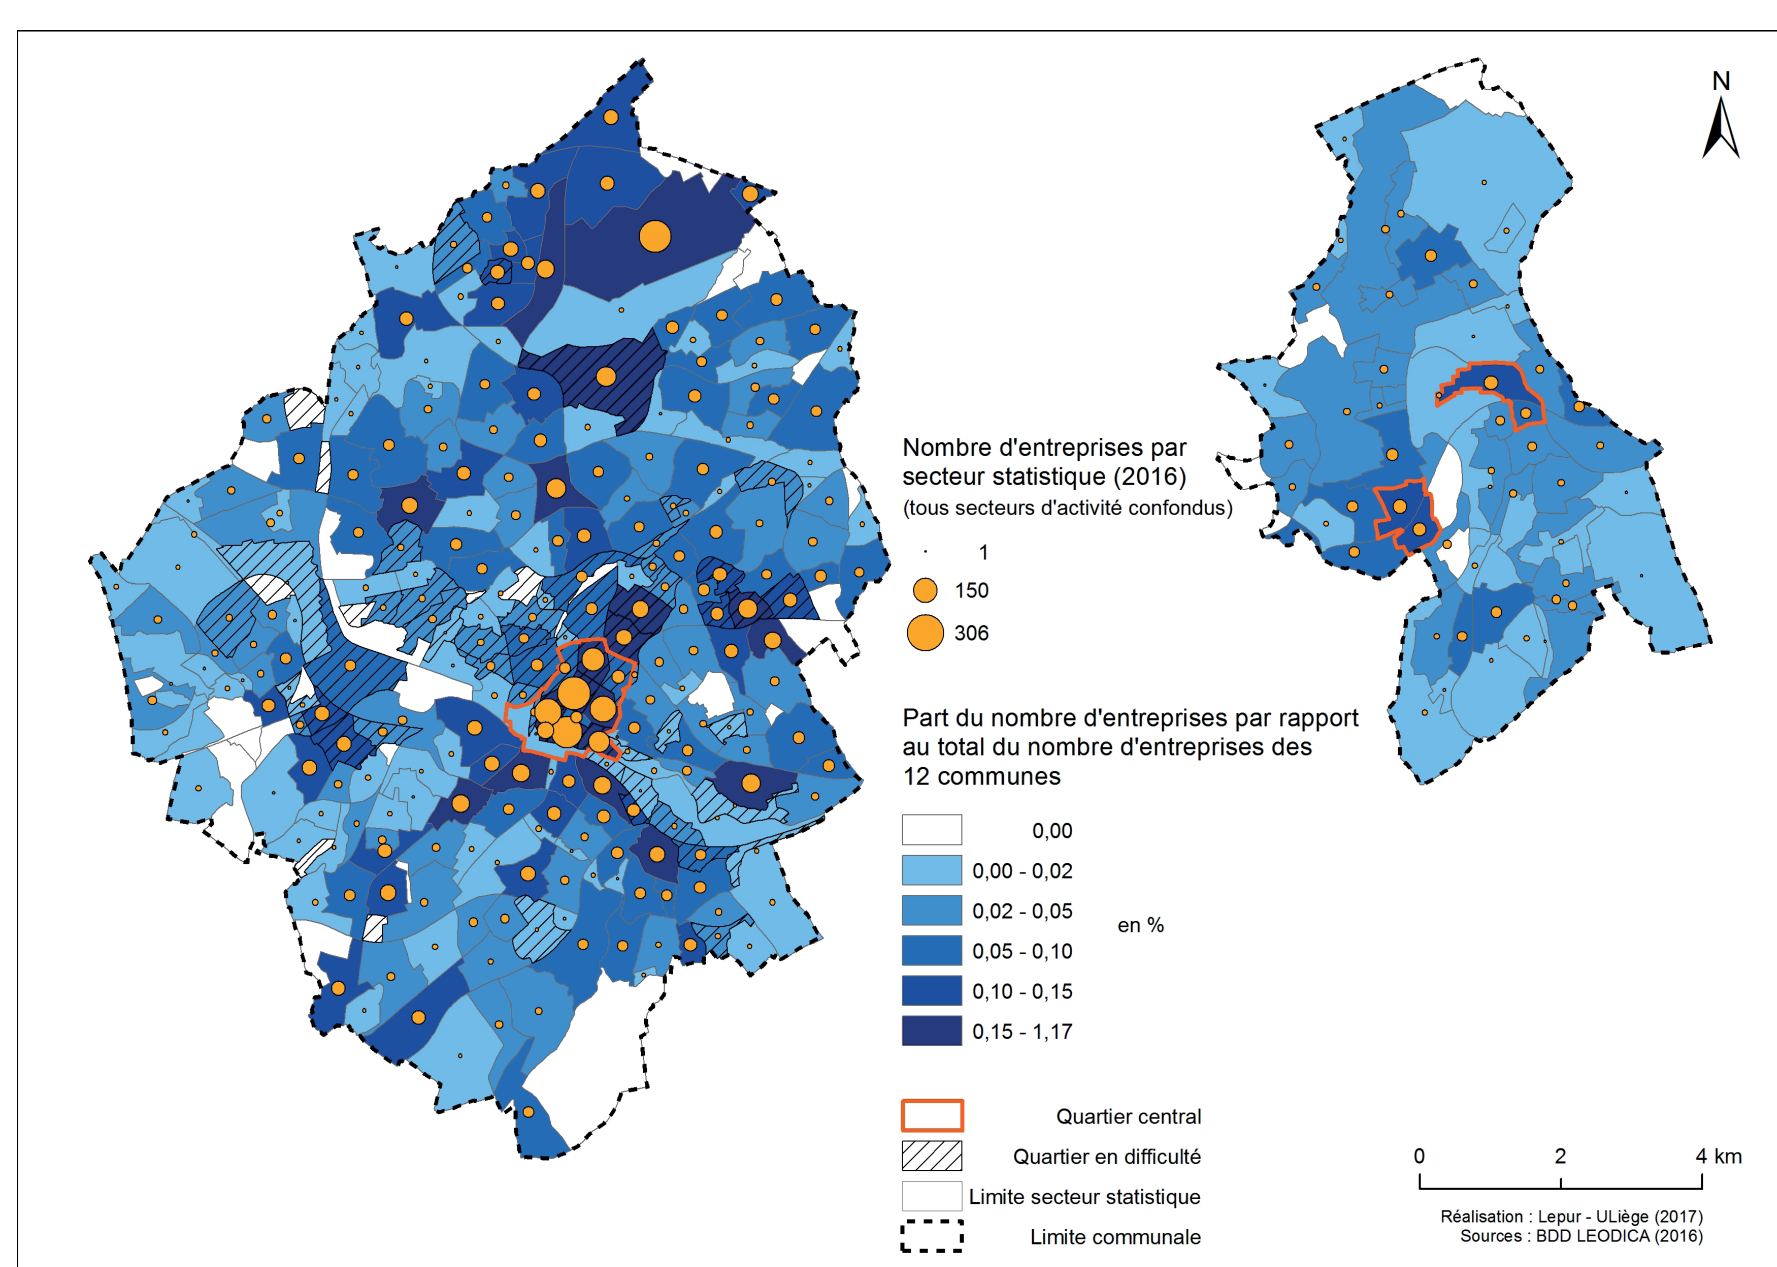 N
Nombre d'entreprises par
secteur statistique (2016)
(tous secteurs d'activité confondus)
1
150
306
Part du nombre d'entreprises par rapport
au total du nombre d'entreprises des
12 communes
0,00
0,00 - 0,02
0,02 - 0,05
en %
0,05 - 0,10
0,10 - 0,15
0,15 - 1,17
Quartier central
Quartier en difficulté
Limite secteur statistique
Limite communale
0 2 4 km
Réalisation : Lepur - ULiège (2017)
Sources : BDD LEODICA (2016)